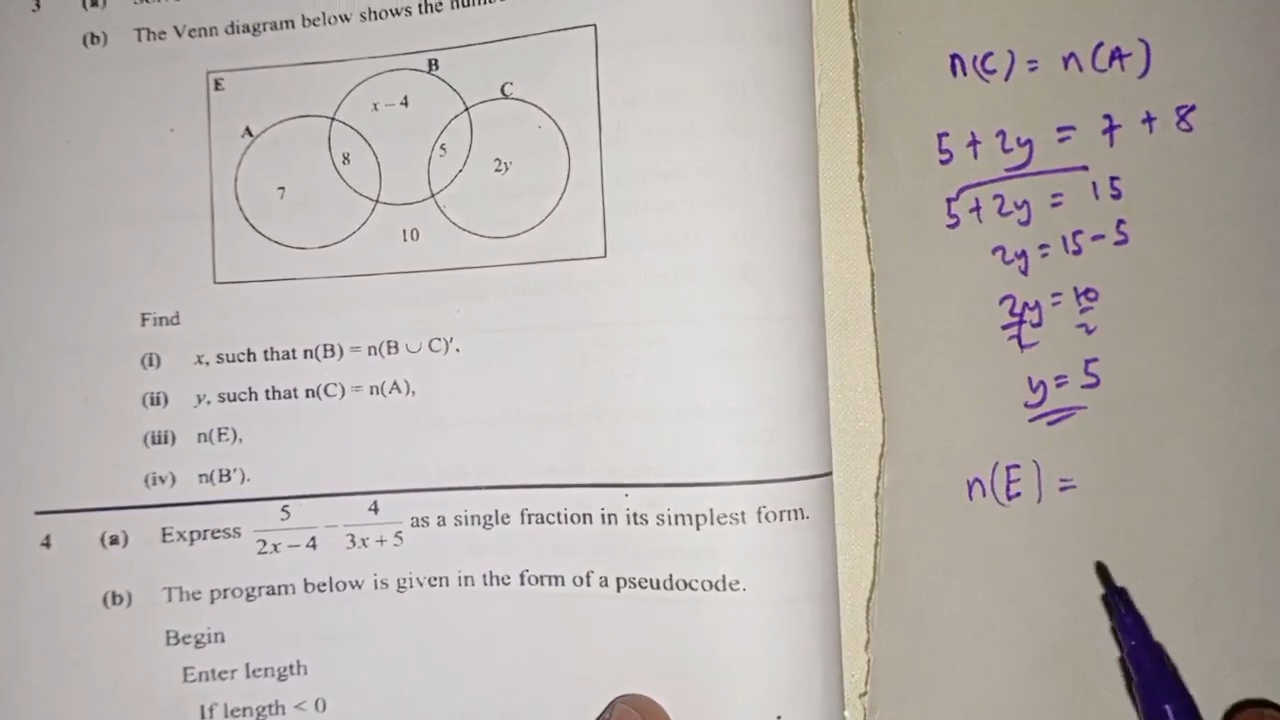 3
(b) The Venn diagram below shows the
E
B
x – 4
C
A
8
5
2y
7
10
Find
(i) x, such that n(B) = n(B ∪ C)′,
(ii) y, such that n(C) = n(A),
(iii) n(E),
(iv) n(B′).
4 (a) Express 5/(2x – 4) – 4/(3x + 5) as a single fraction in its simplest form.
(b) The program below is given in the form of a pseudocode.
Begin
Enter length
If length < 0
n(C) = n(A)
5 + 2y = 7 + 8
5 + 2y = 15
2y = 15 - 5
2y/2 = 10/2
y = 5
n(E) =